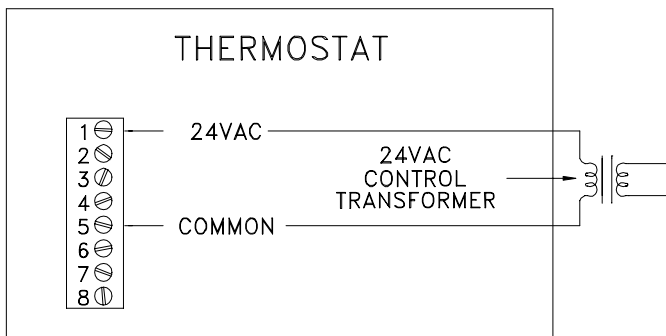 THERMOSTAT
1
24VAC
2
3
4
5
COMMON
6
7
8
24VAC
CONTROL
TRANSFORMER